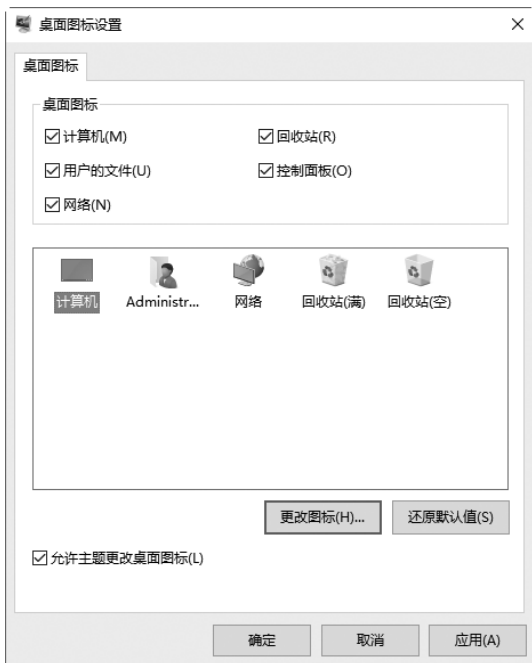 桌面图标设置
桌面图标
桌面图标
计算机(M)
回收站(R)
用户的文件(U)
控制面板(O)
网络(N)
计算机
Administr...
网络
回收站(满)
回收站(空)
更改图标(H)...
还原默认值(S)
允许主题更改桌面图标(L)
确定
取消
应用(A)